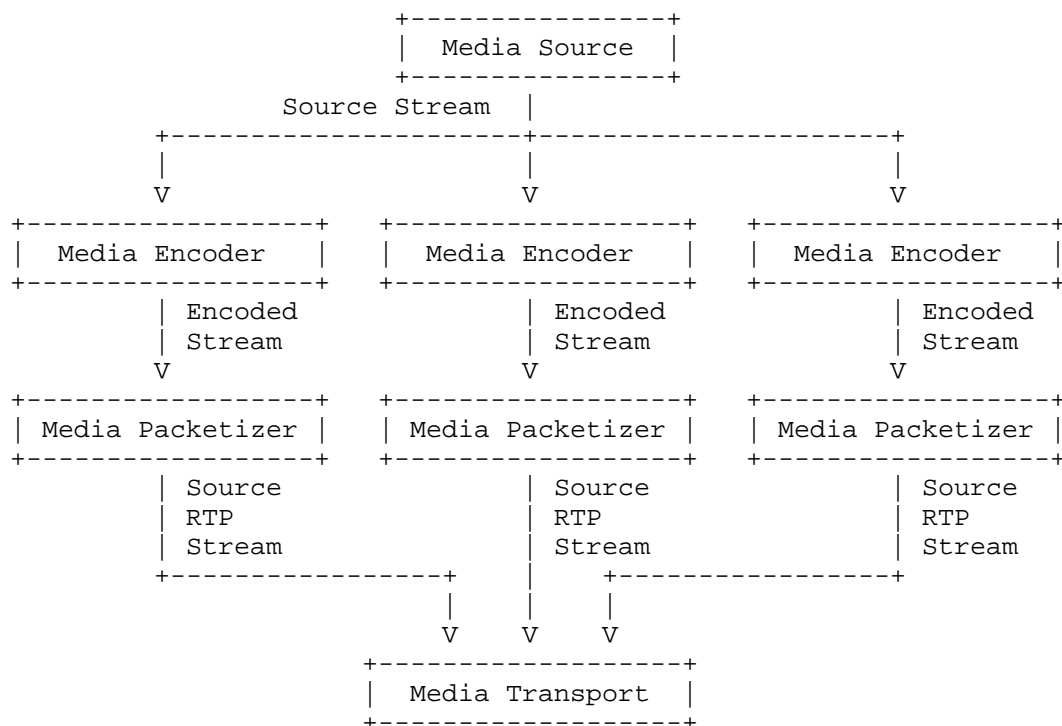 Media Source
Source Stream
Media Encoder Media Encoder Media Encoder
Encoded Encoded Encoded
Stream Stream Stream
Media Packetizer Media Packetizer Media Packetizer
Source Source Source
RTP RTP RTP
Stream Stream Stream
Media Transport